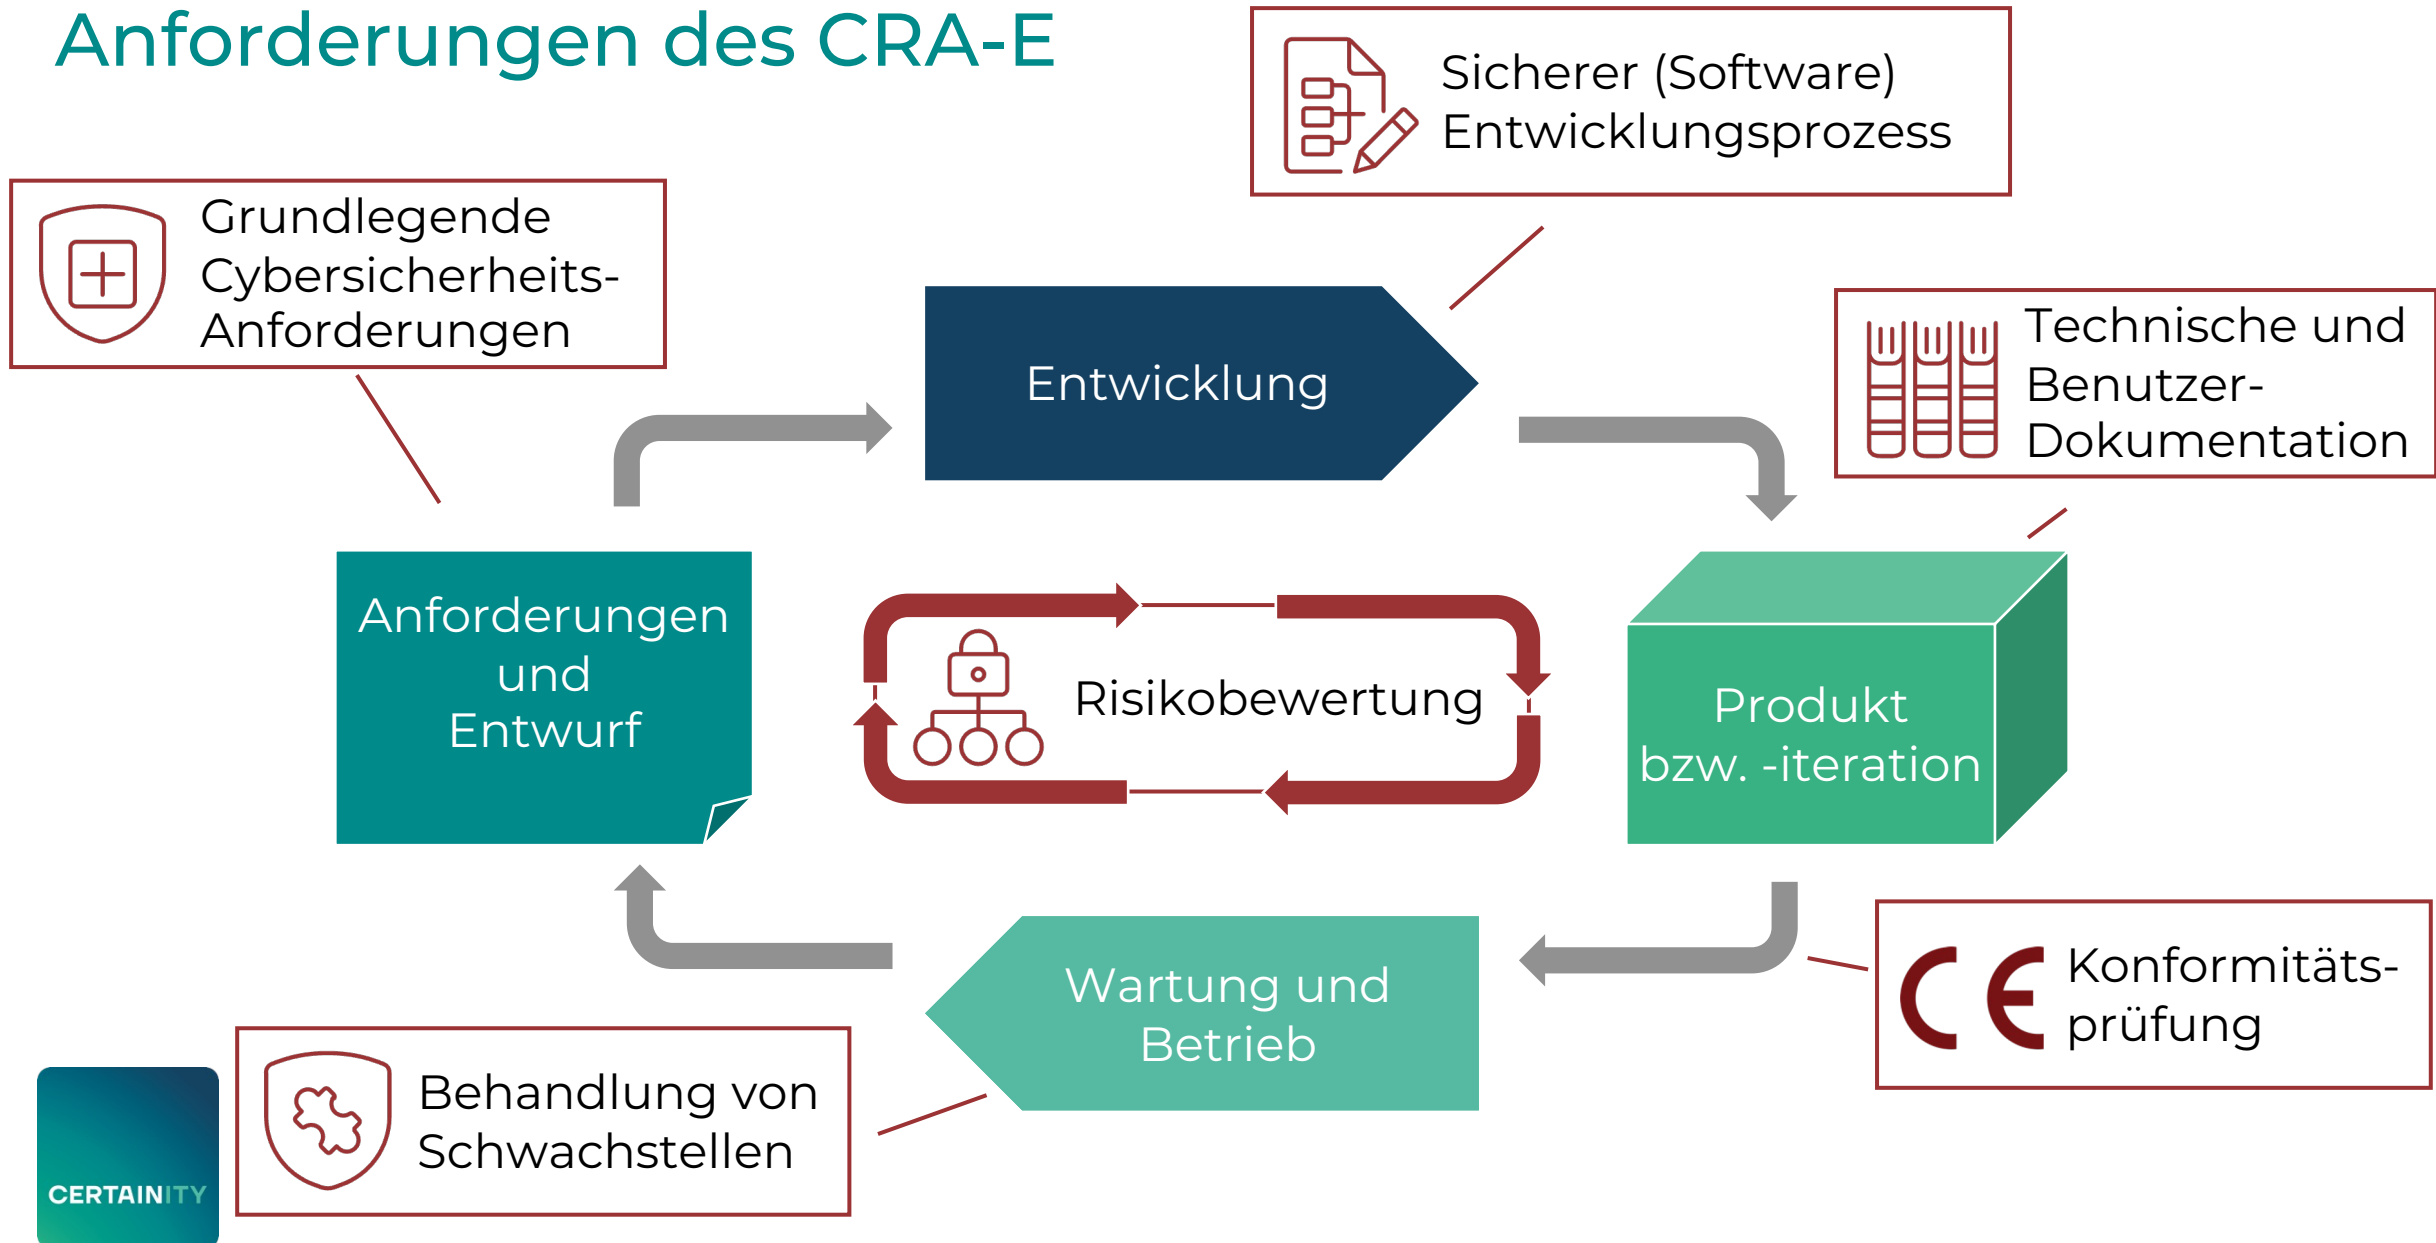 Anforderungen des CRA-E
Sicherer (Software)
Entwicklungsprozess
Grundlegende
Cybersicherheits-
Anforderungen
Technische und
Benutzer-
Dokumentation
Entwicklung
Anforderungen
und
Entwurf
Risikobewertung
Produkt
bzw. -iteration
Wartung und
Betrieb
CE
Konformitäts-
prüfung
Behandlung von
Schwachstellen
CERTAINITY